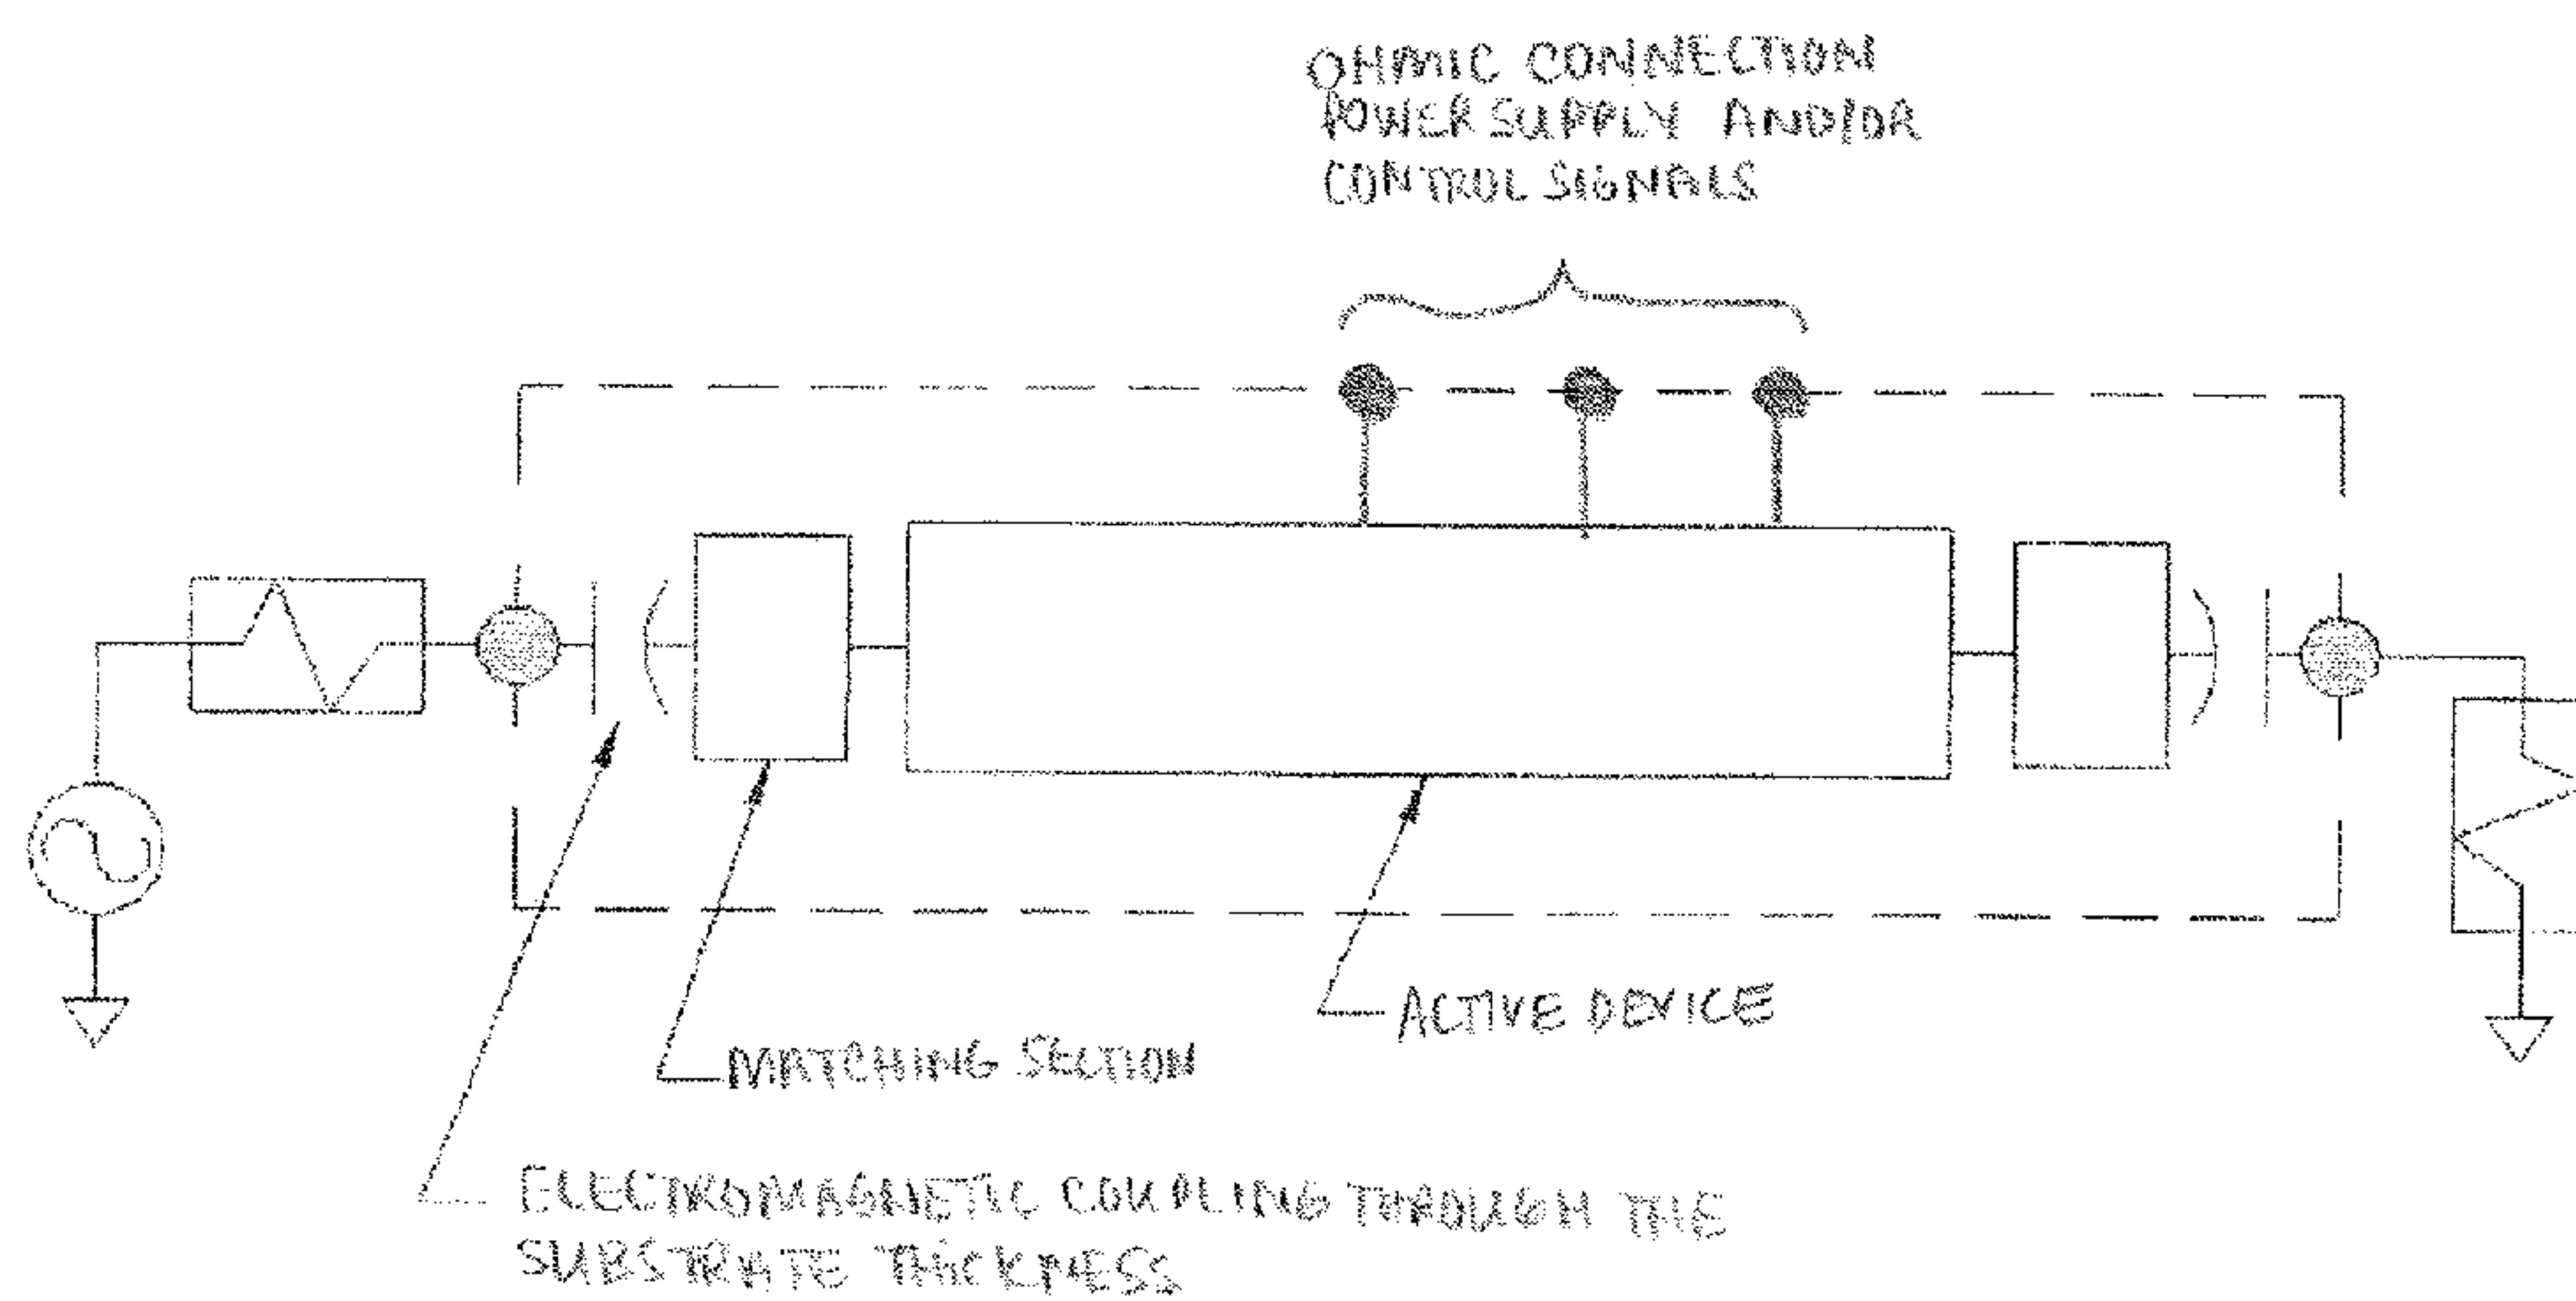 OHMIC CONNECTION
POWER SUPPLY AND/OR
CONTROL SIGNALS
ACTIVE DEVICE
MATCHING SECTION
ELECTROMAGNETIC COUPLING THROUGH THE
SUBSTRATE THICKNESS